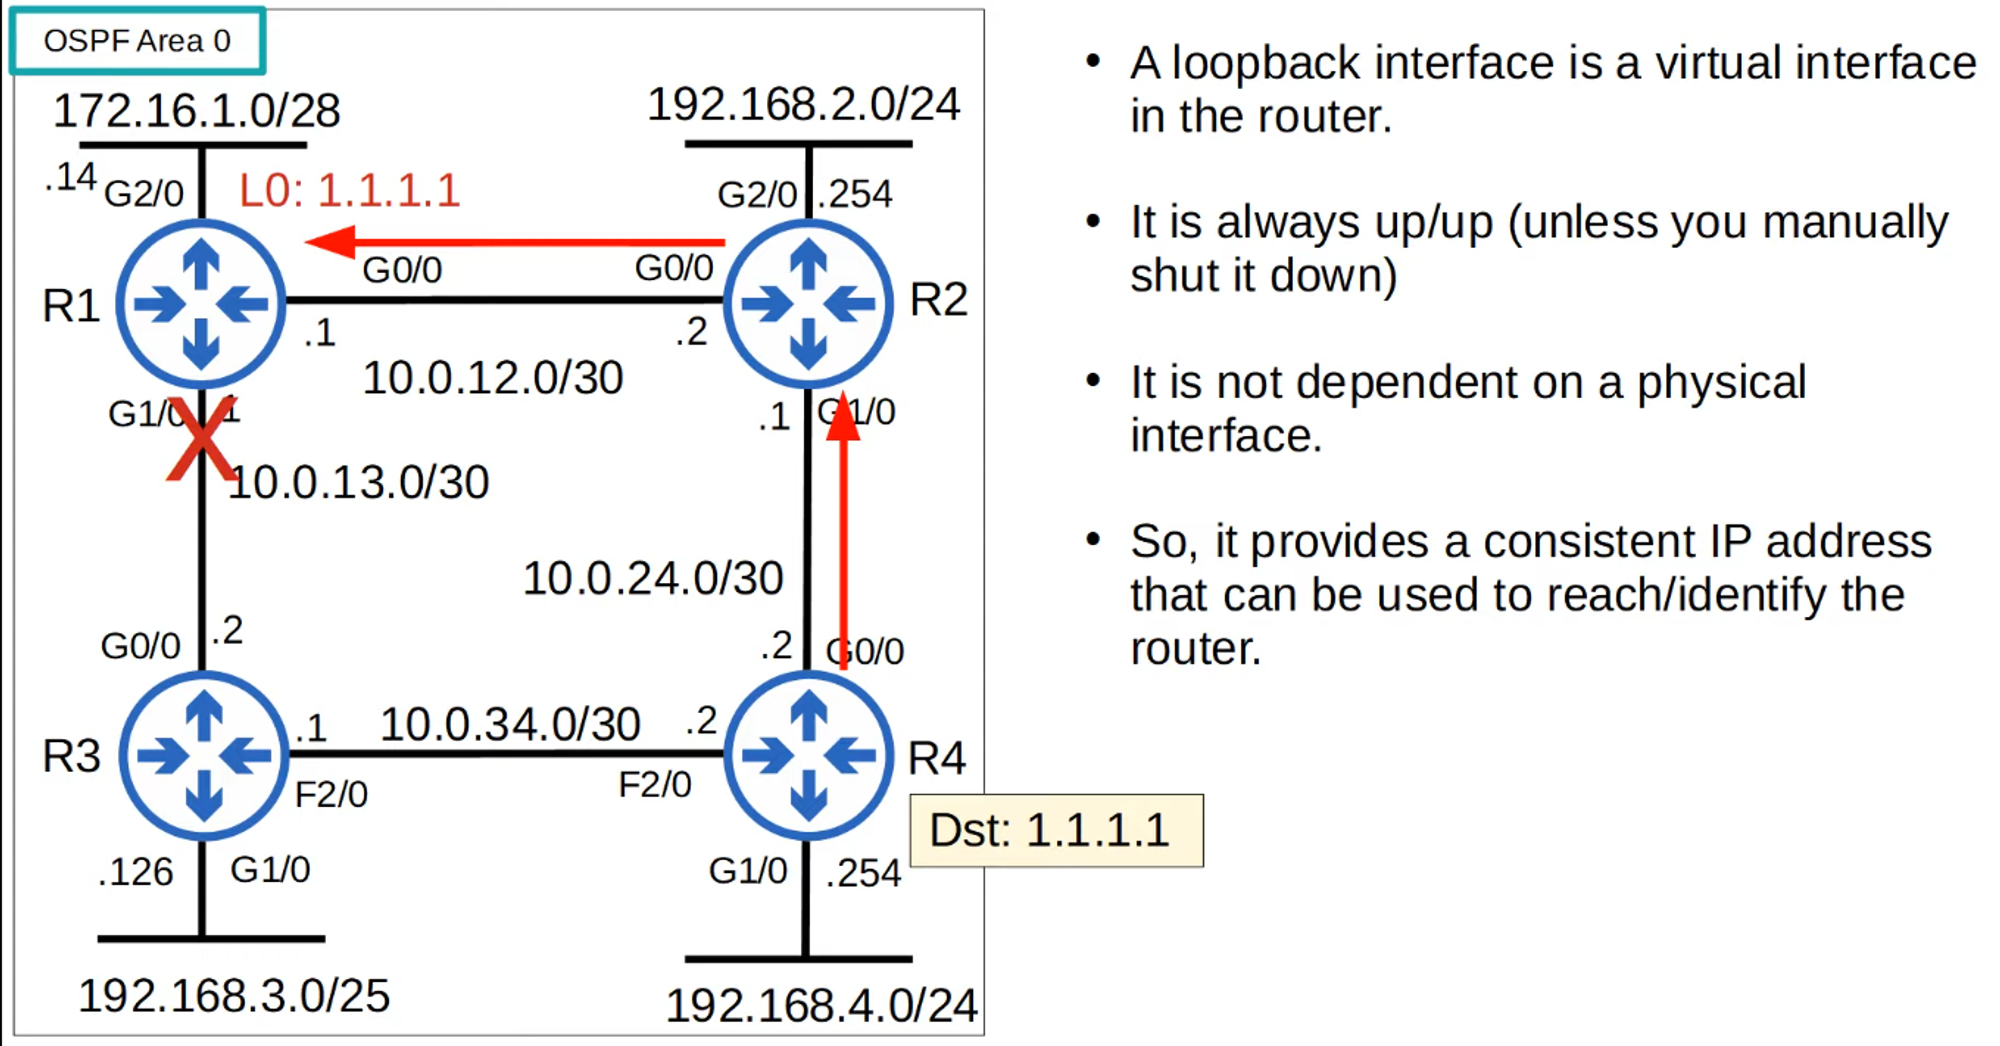 OSPF Area 0
172.16.1.0/28
192.168.2.0/24
.14
G2/0
L0: 1.1.1.1
G2/0
.254
G0/0
G0/0
R1
R2
.1
.2
10.0.12.0/30
G1/0
.1
X
.1
G1/0
10.0.13.0/30
10.0.24.0/30
G0/0
.2
.2
G0/0
R3
.1
10.0.34.0/30
.2
R4
F2/0
F2/0
Dst: 1.1.1.1
.126
G1/0
G1/0
.254
192.168.3.0/25
192.168.4.0/24
• A loopback interface is a virtual interface
in the router.
• It is always up/up (unless you manually
shut it down)
• It is not dependent on a physical
interface.
• So, it provides a consistent IP address
that can be used to reach/identify the
router.